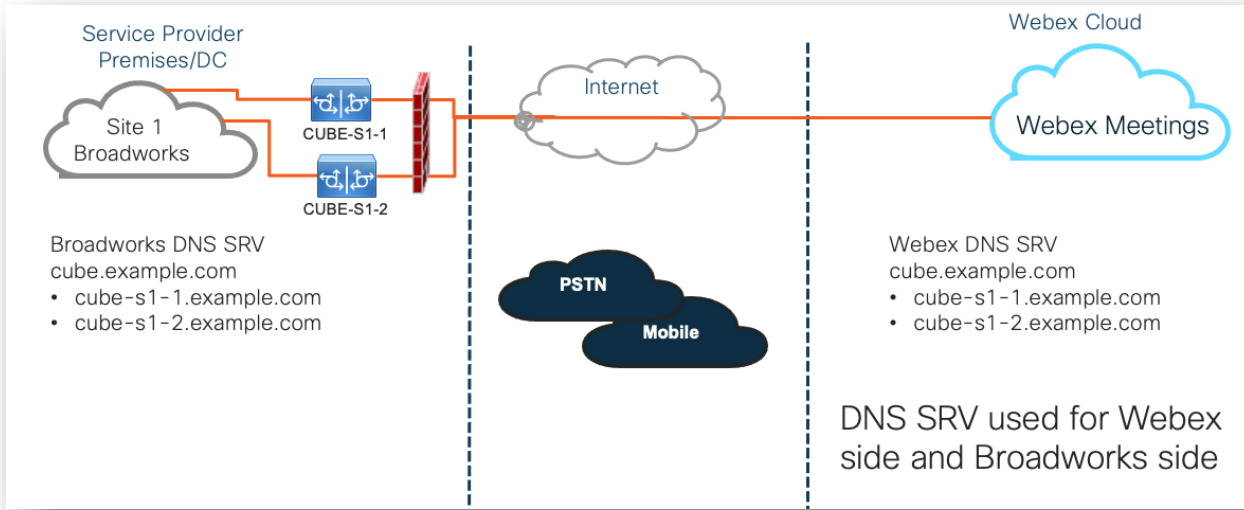 Service Provider
Premises/DC
Webex Cloud
Site 1
Broadworks
CUBE-S1-1
CUBE-S1-2
Internet
Webex Meetings
Broadworks DNS SRV
cube.example.com
• cube-s1-1.example.com
• cube-s1-2.example.com
PSTN
Mobile
Webex DNS SRV
cube.example.com
• cube-s1-1.example.com
• cube-s1-2.example.com
DNS SRV used for Webex
side and Broadworks side